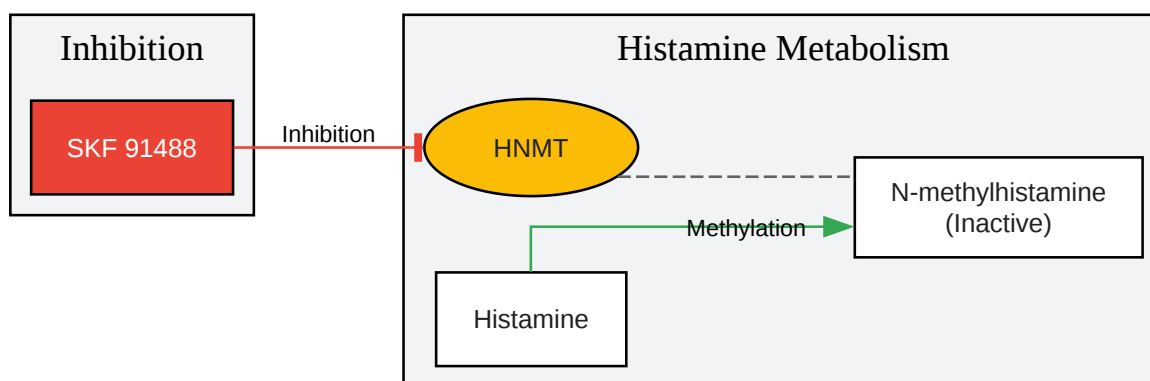 Inhibition
Histamine Metabolism
SKF 91488
Inhibition
HNMT
N-methylhistamine
(Inactive)
Methylation
Histamine